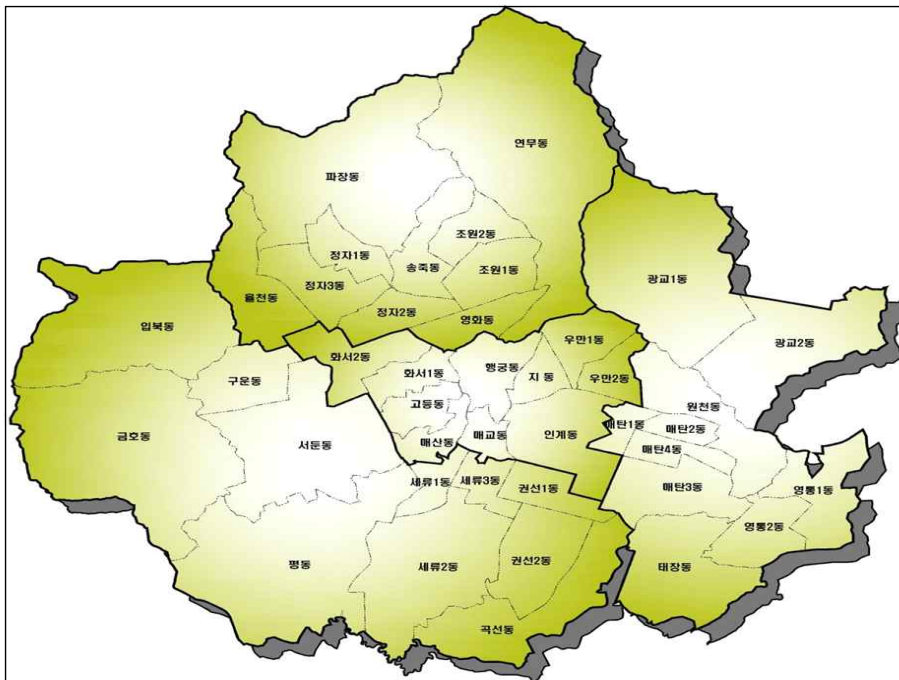 연무동
파장동
조원2동
정자1동
송죽동
조원1동
광교1동
정자3동
율천동
정자2동
영화동
입북동
우만1동
광교2동
화서2동
행궁동
화서1동
지 동
구운동
우만2동
고등동
원천동
금호동
서둔동
매산동
매교동
인계동
매탄1동
매탄2동
매탄4동
세류1동
세류3동
권선1동
매탄3동
영통1동
영통2동
평동
세류2동
권선2동
태장동
곡선동